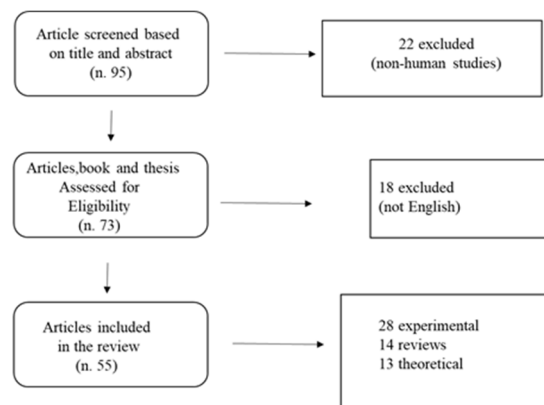 Article screened based
on title and abstract
(n. 95)
22 excluded
(non-human studies)
Articles,book and thesis
Assessed for
Eligibility
(n. 73)
18 excluded
(not English)
Articles included
in the review
(n. 55)
28 experimental
14 reviews
13 theoretical